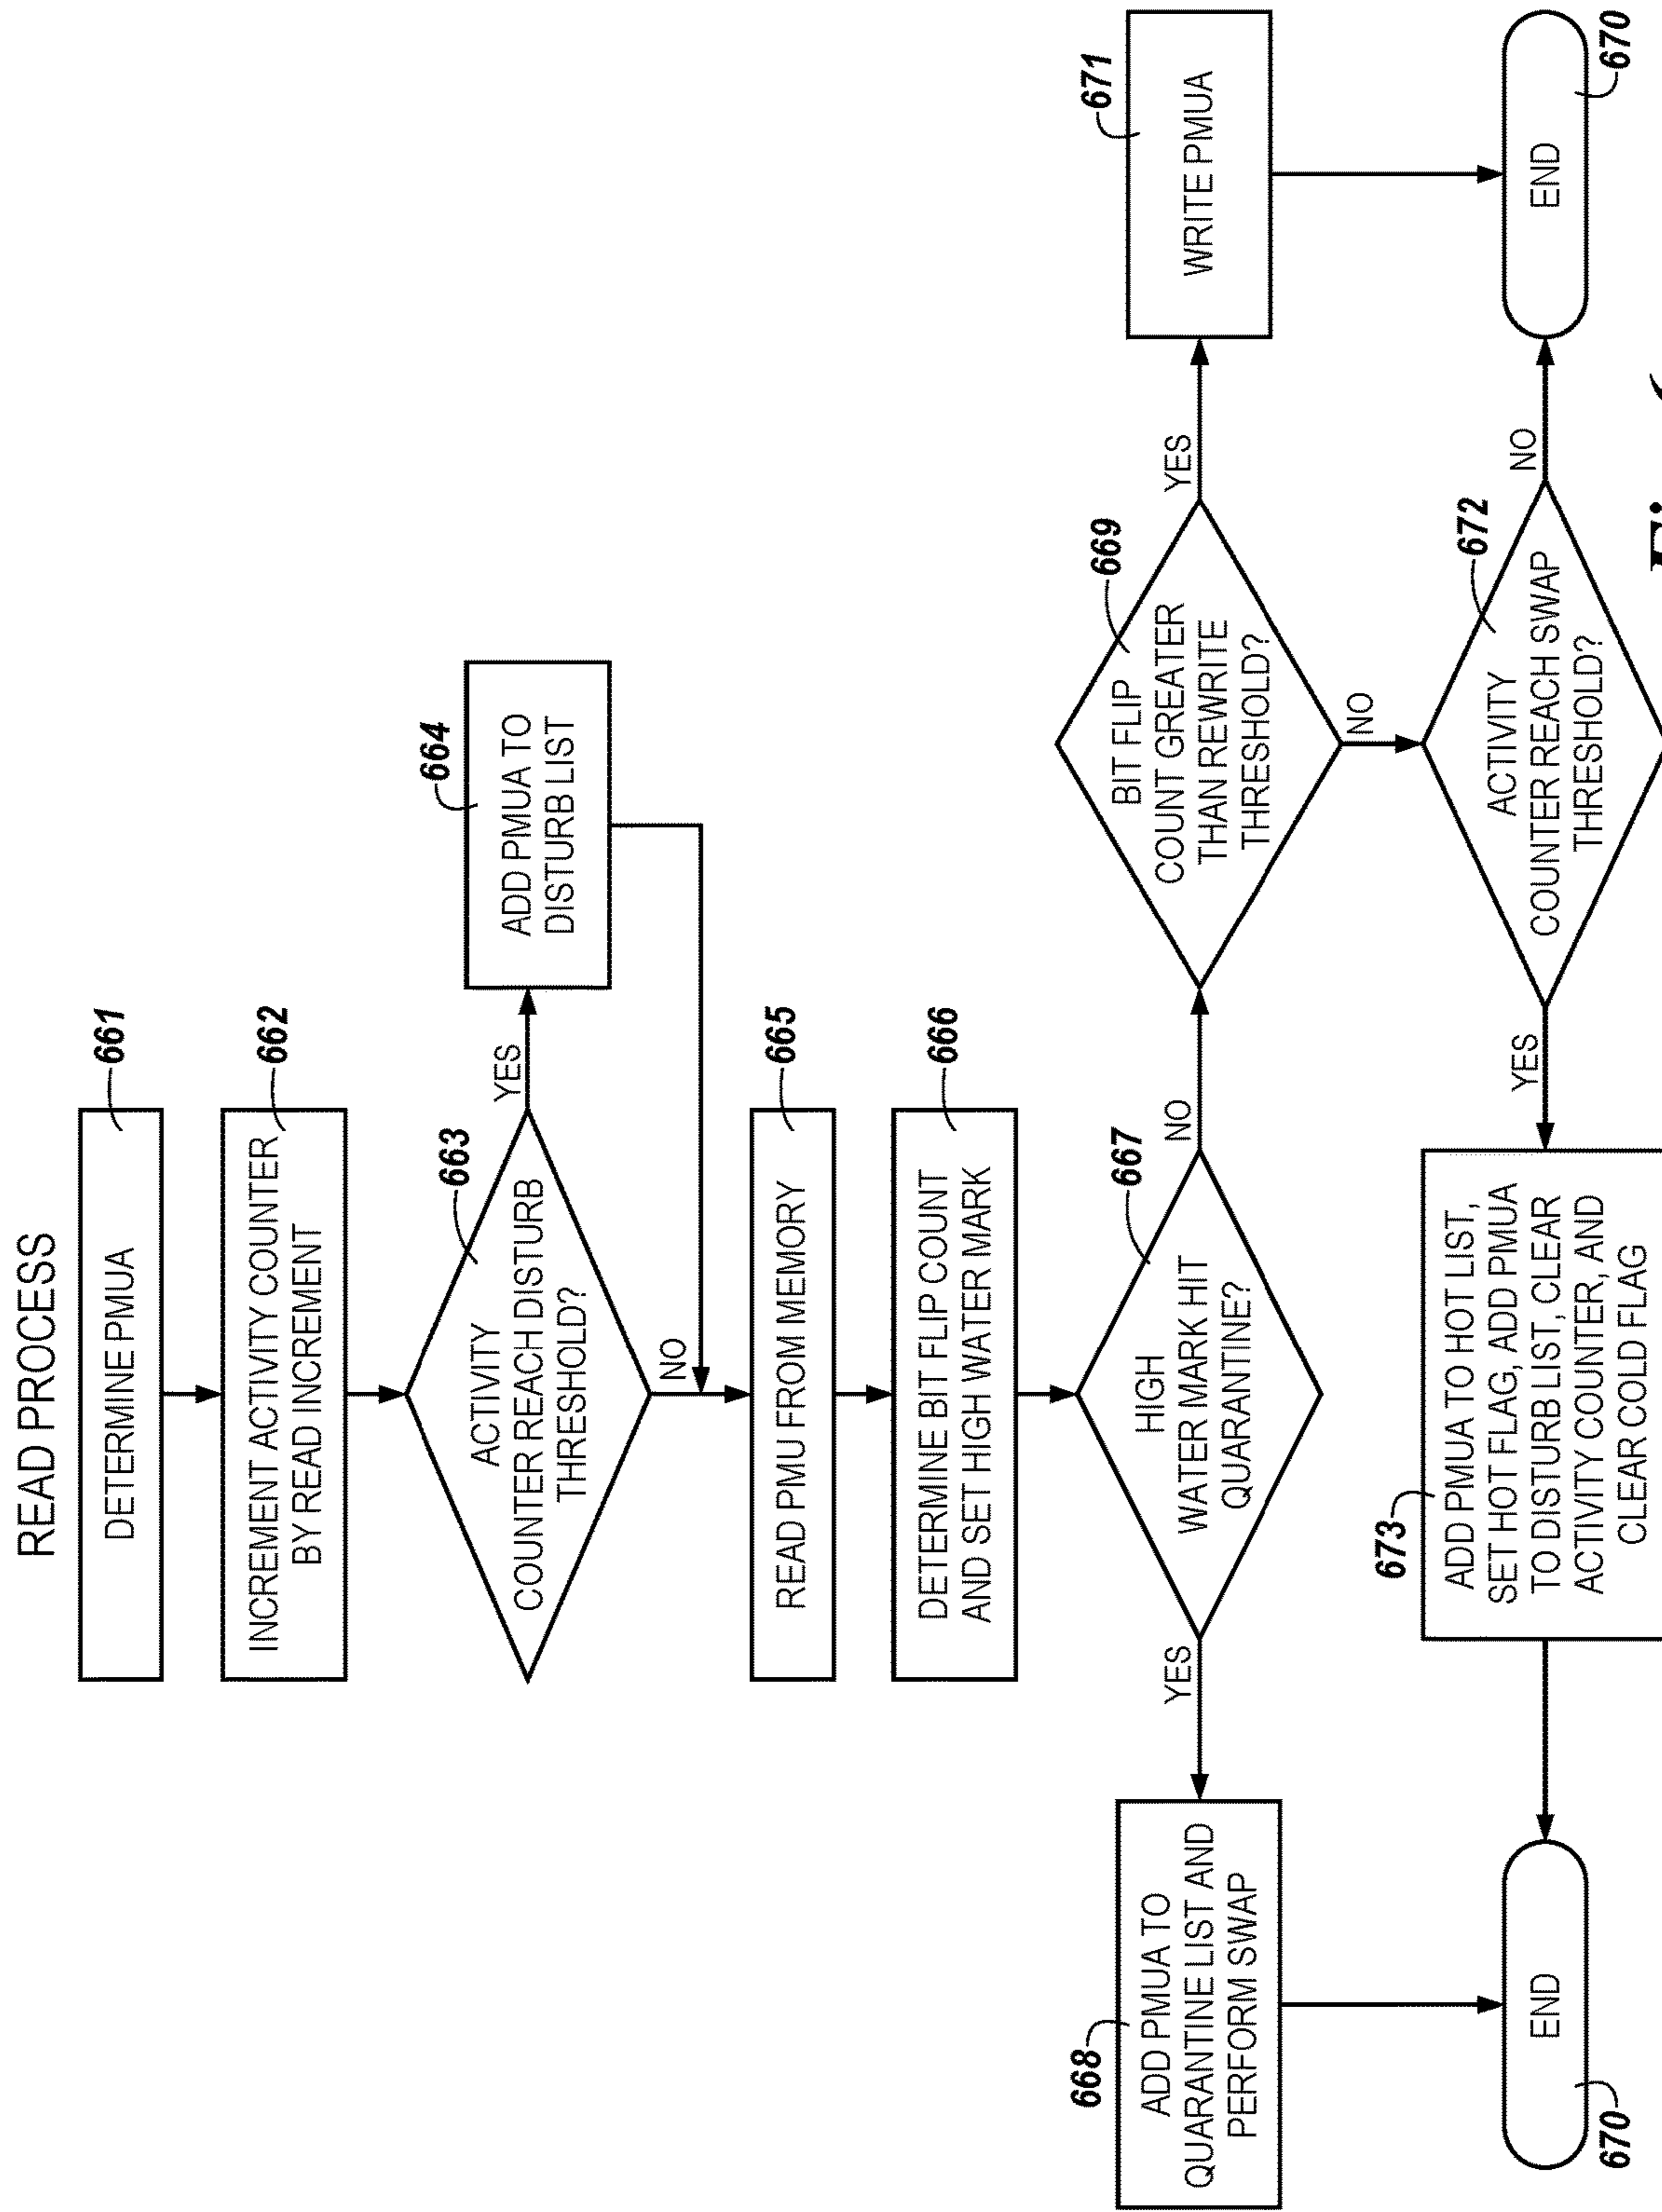 READ PROCESS
661
DETERMINE PMUA
662
INCREMENT ACTIVITY COUNTER
BY READ INCREMENT
663
ACTIVITY
COUNTER REACH DISTURB
THRESHOLD?
YES
NO
664
ADD PMUA TO
DISTURB LIST
665
READ PMU FROM MEMORY
666
DETERMINE BIT FLIP COUNT
AND SET HIGH WATER MARK
667
HIGH
WATER MARK HIT
QUARANTINE?
YES
NO
668
ADD PMUA TO
QUARANTINE LIST AND
PERFORM SWAP
669
BIT FLIP
COUNT GREATER
THAN REWRITE
THRESHOLD?
YES
NO
671
WRITE PMUA
672
ACTIVITY
COUNTER REACH SWAP
THRESHOLD?
YES
NO
673
ADD PMUA TO HOT LIST,
SET HOT FLAG, ADD PMUA
TO DISTURB LIST, CLEAR
ACTIVITY COUNTER, AND
CLEAR COLD FLAG
END
670
END
670